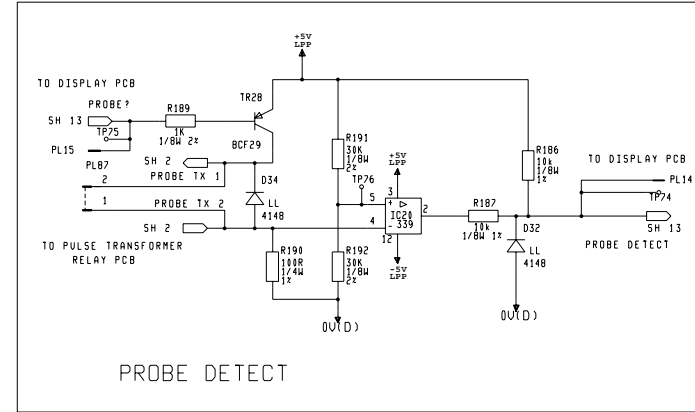 +5V
LPP
TO DISPLAY PCB
PROBE?
SH 13
TP75
PL15
R189
1K
1/8W 2%
TR28
BCF29
PL87
SH 2
PROBE TX 1
2
1
PROBE TX 2
SH 2
TO PULSE TRANSFORMER
RELAY PCB
D34
LL
4148
R190
100R
1/4W
1%
R191
30K
1/8W
2%
TP76
R192
30K
1/8W
2%
0V(D)
+5V
LPP
3
5
+
4
-
IC20
339
2
12
-5V
LPP
R187
10k
1/8W 1%
R186
10k
1/8W
1%
D32
LL
4148
0V(D)
TO DISPLAY PCB
PL14
TP74
SH 13
PROBE DETECT
PROBE DETECT